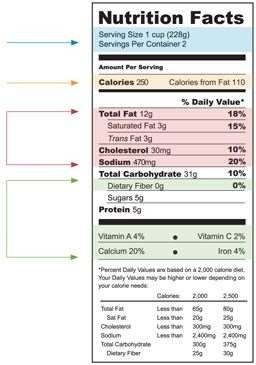 Nutrition Facts
Serving Size 1 cup (228g)
Servings Per Container 2
Amount Per Serving
Calories 250 Calories from Fat 110
% Daily Value*
Total Fat 12g 18%
Saturated Fat 3g 15%
Trans Fat 3g
Cholesterol 30mg 10%
Sodium 470mg 20%
Total Carbohydrate 31g 10%
Dietary Fiber 0g 0%
Sugars 5g
Protein 5g
Vitamin A 4% ● Vitamin C 2%
Calcium 20% ● Iron 4%
*Percent Daily Values are based on a 2,000 calorie diet.
Your Daily Values may be higher or lower depending on
your calorie needs:
Calories: 2,000 2,500
Total Fat Less than 65g 80g
Sat Fat Less than 20g 25g
Cholesterol Less than 300mg 300mg
Sodium Less than 2,400mg 2,400mg
Total Carbohydrate 300g 375g
Dietary Fiber 25g 30g